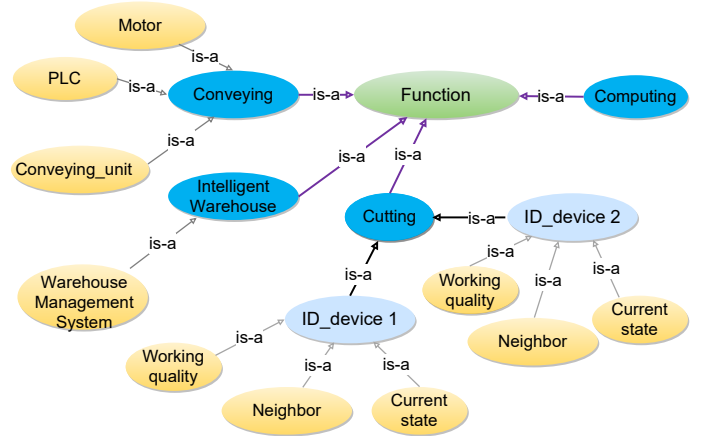 Motor
is-a
PLC
is-a
Conveying
is-a
Function
is-a
Computing
is-a
Conveying_unit
is-a
is-a
Intelligent
Warehouse
Cutting
is-a
ID_device 2
is-a
is-a
Working
quality
is-a
is-a
Warehouse
Management
System
is-a
ID_device 1
Neighbor
Current
state
is-a
Working
quality
is-a
is-a
Neighbor
Current
state